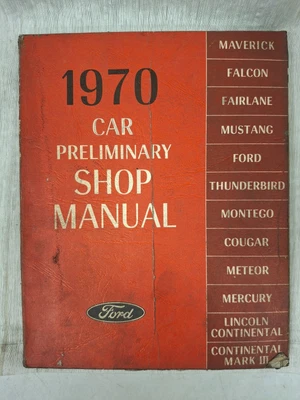 1970
CAR
PRELIMINARY
SHOP
MANUAL
Ford
MAVERICK
FALCON
FAIRLANE
MUSTANG
FORD
THUNDERBIRD
MONTEGO
COUGAR
METEOR
MERCURY
LINCOLN
CONTINENTAL
CONTINENTAL
MARK III